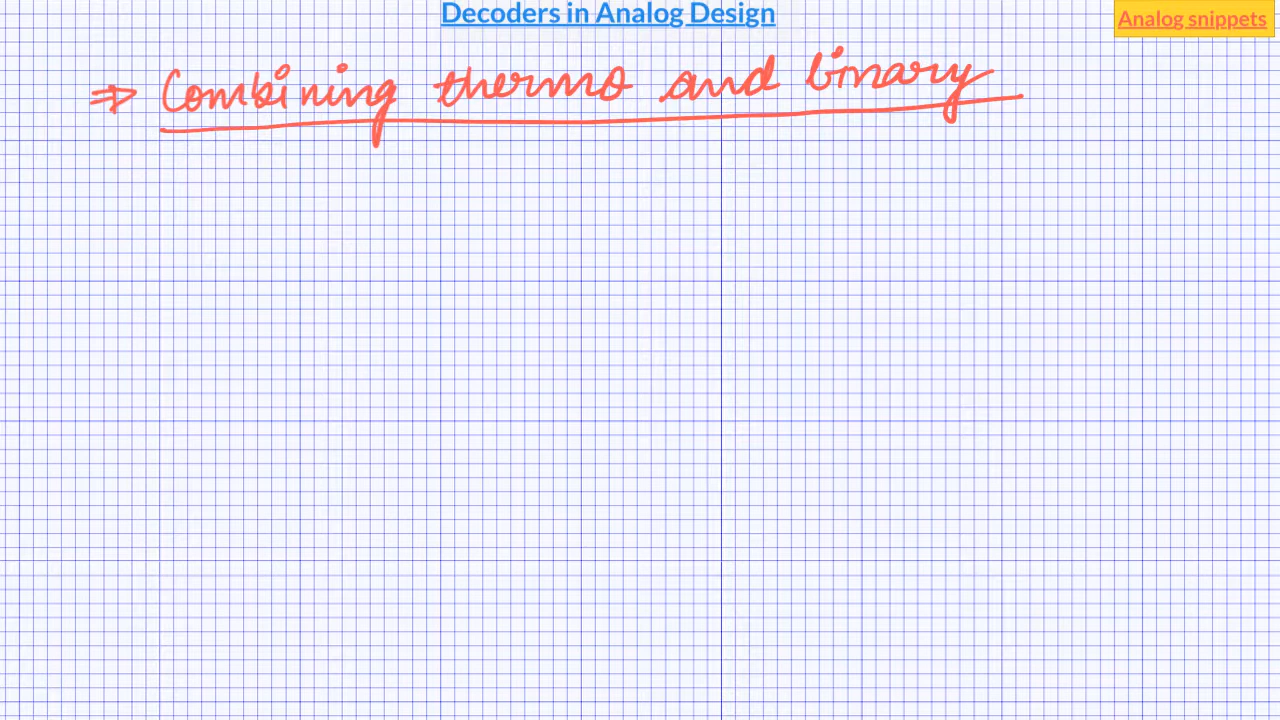 Decoders in Analog Design
Analog snippets
⇒ Combining thermo and binary